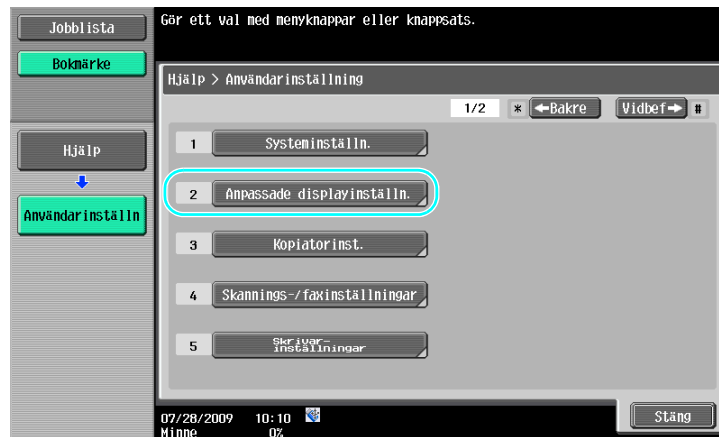 Jobblista
Gör ett val med menyknappar eller knappsats.
Bokmärke
Hjälp > Användarinställning
1/2 * ←Bakre Vidbef→ #
Hjälp
Användarinställn
1 Systeminställn.
2 Anpassade displayinställn.
3 Kopiatorinst.
4 Skannings-/faxinställningar
5 Skrivar-
inställningar
07/28/2009 10:10
Minne 0%
Stäng